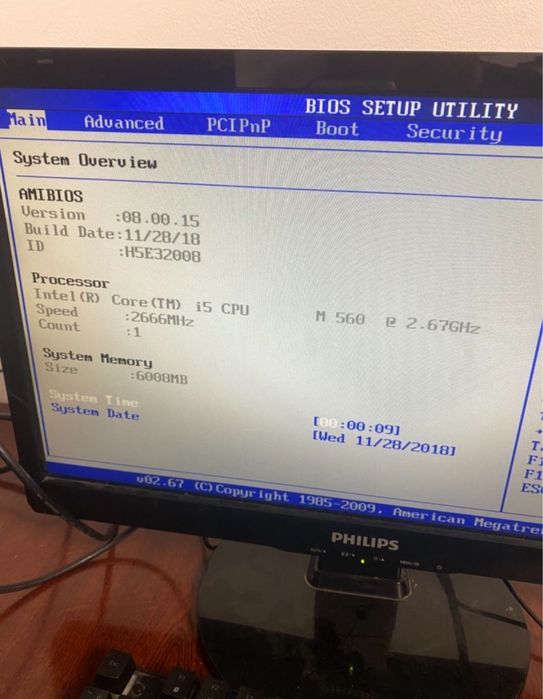 BIOS SETUP UTILITY
Main Advanced PCIPnP Boot Security
System Overview
AMIBIOS
Version :08.00.15
Build Date:11/28/18
ID :H5E32008
Processor
Intel(R) Core(TM) i5 CPU M 560 @ 2.67GHz
Speed :2666MHz
Count :1
System Memory
Size :6008MB
System Time [00:00:09]
System Date [Wed 11/28/2018]
v02.67 (C)Copyright 1985-2009, American Megatre
PHILIPS